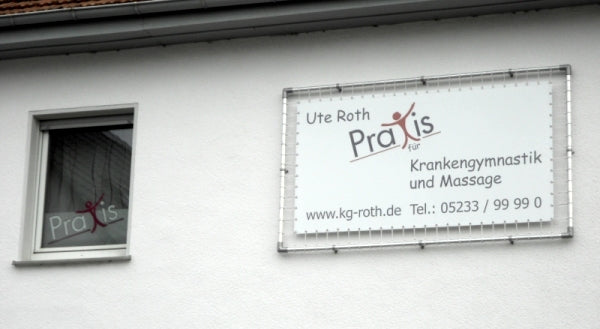 Praxis
Ute Roth
Praxis
für
Krankengymnastik
und Massage
www.kg-roth.de Tel.: 05233 / 99 99 0